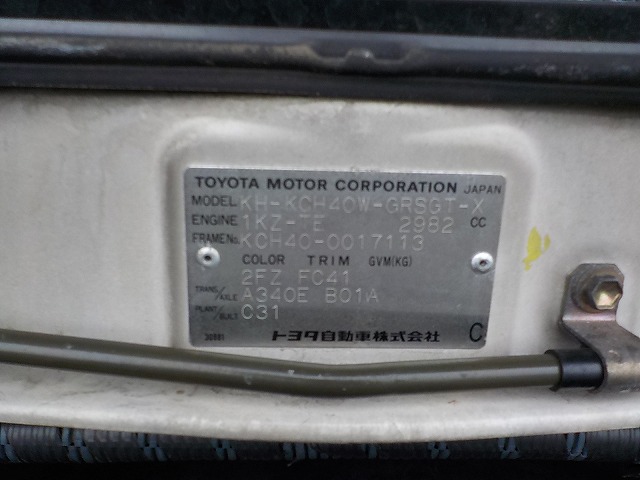 TOYOTA MOTOR CORPORATION JAPAN
MODEL KH-KCH40W-GRSGT-X
ENGINE 1KZ-TE 2982 CC
FRAME No. KCH40-0017113
COLOR TRIM GVM(KG)
2FZ FC41
TRANS./AXLE A340E B01A
PLANT/BUILT C31
トヨタ自動車株式会社 C